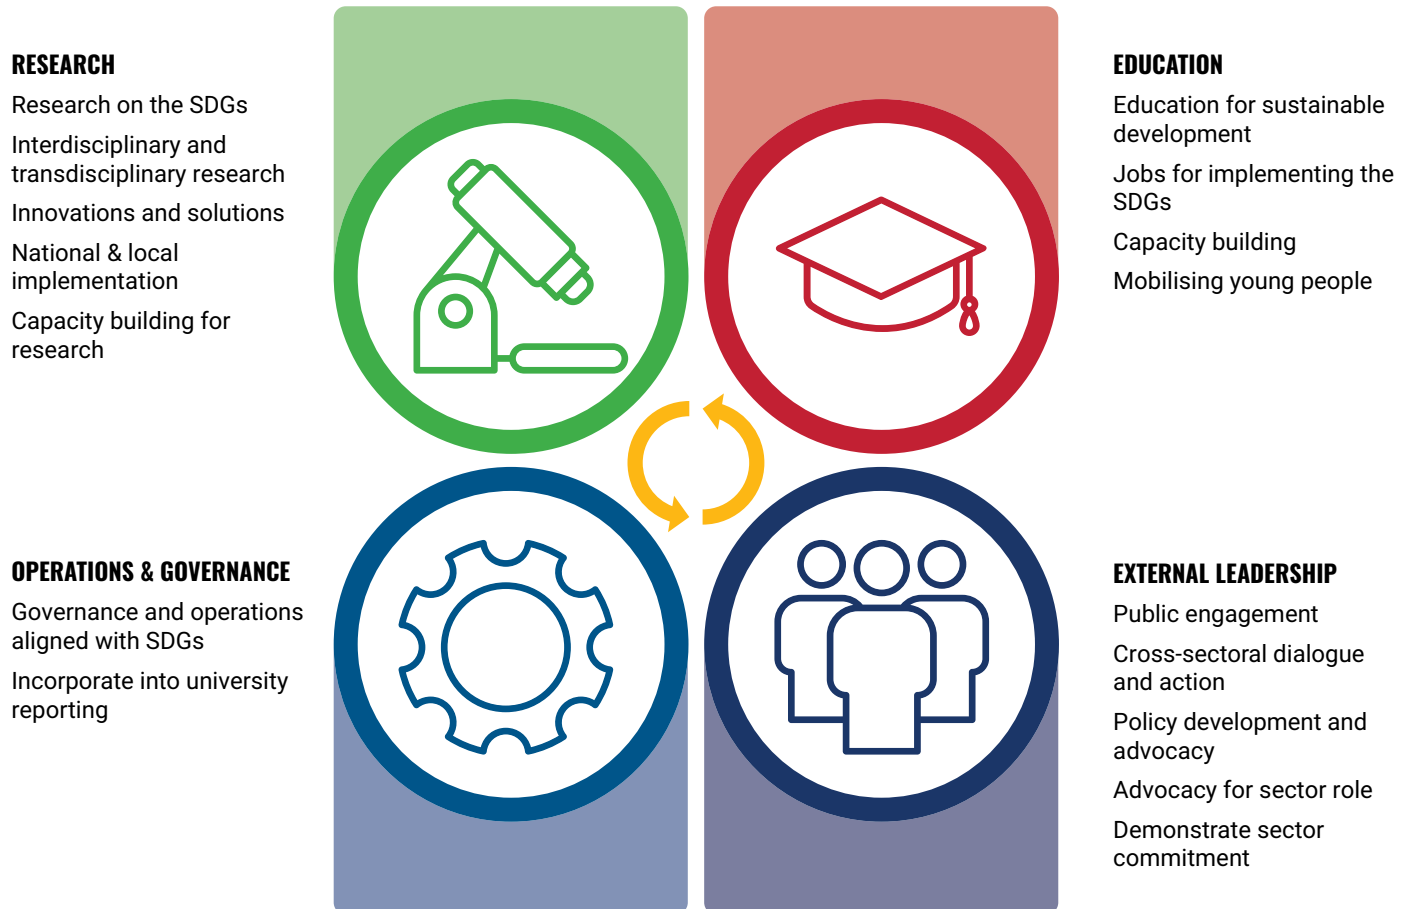 RESEARCH
Research on the SDGs
Interdisciplinary and
transdisciplinary research
Innovations and solutions
National & local
implementation
Capacity building for
research
EDUCATION
Education for sustainable
development
Jobs for implementing the
SDGs
Capacity building
Mobilising young people
OPERATIONS & GOVERNANCE
Governance and operations
aligned with SDGs
Incorporate into university
reporting
EXTERNAL LEADERSHIP
Public engagement
Cross-sectoral dialogue
and action
Policy development and
advocacy
Advocacy for sector role
Demonstrate sector
commitment